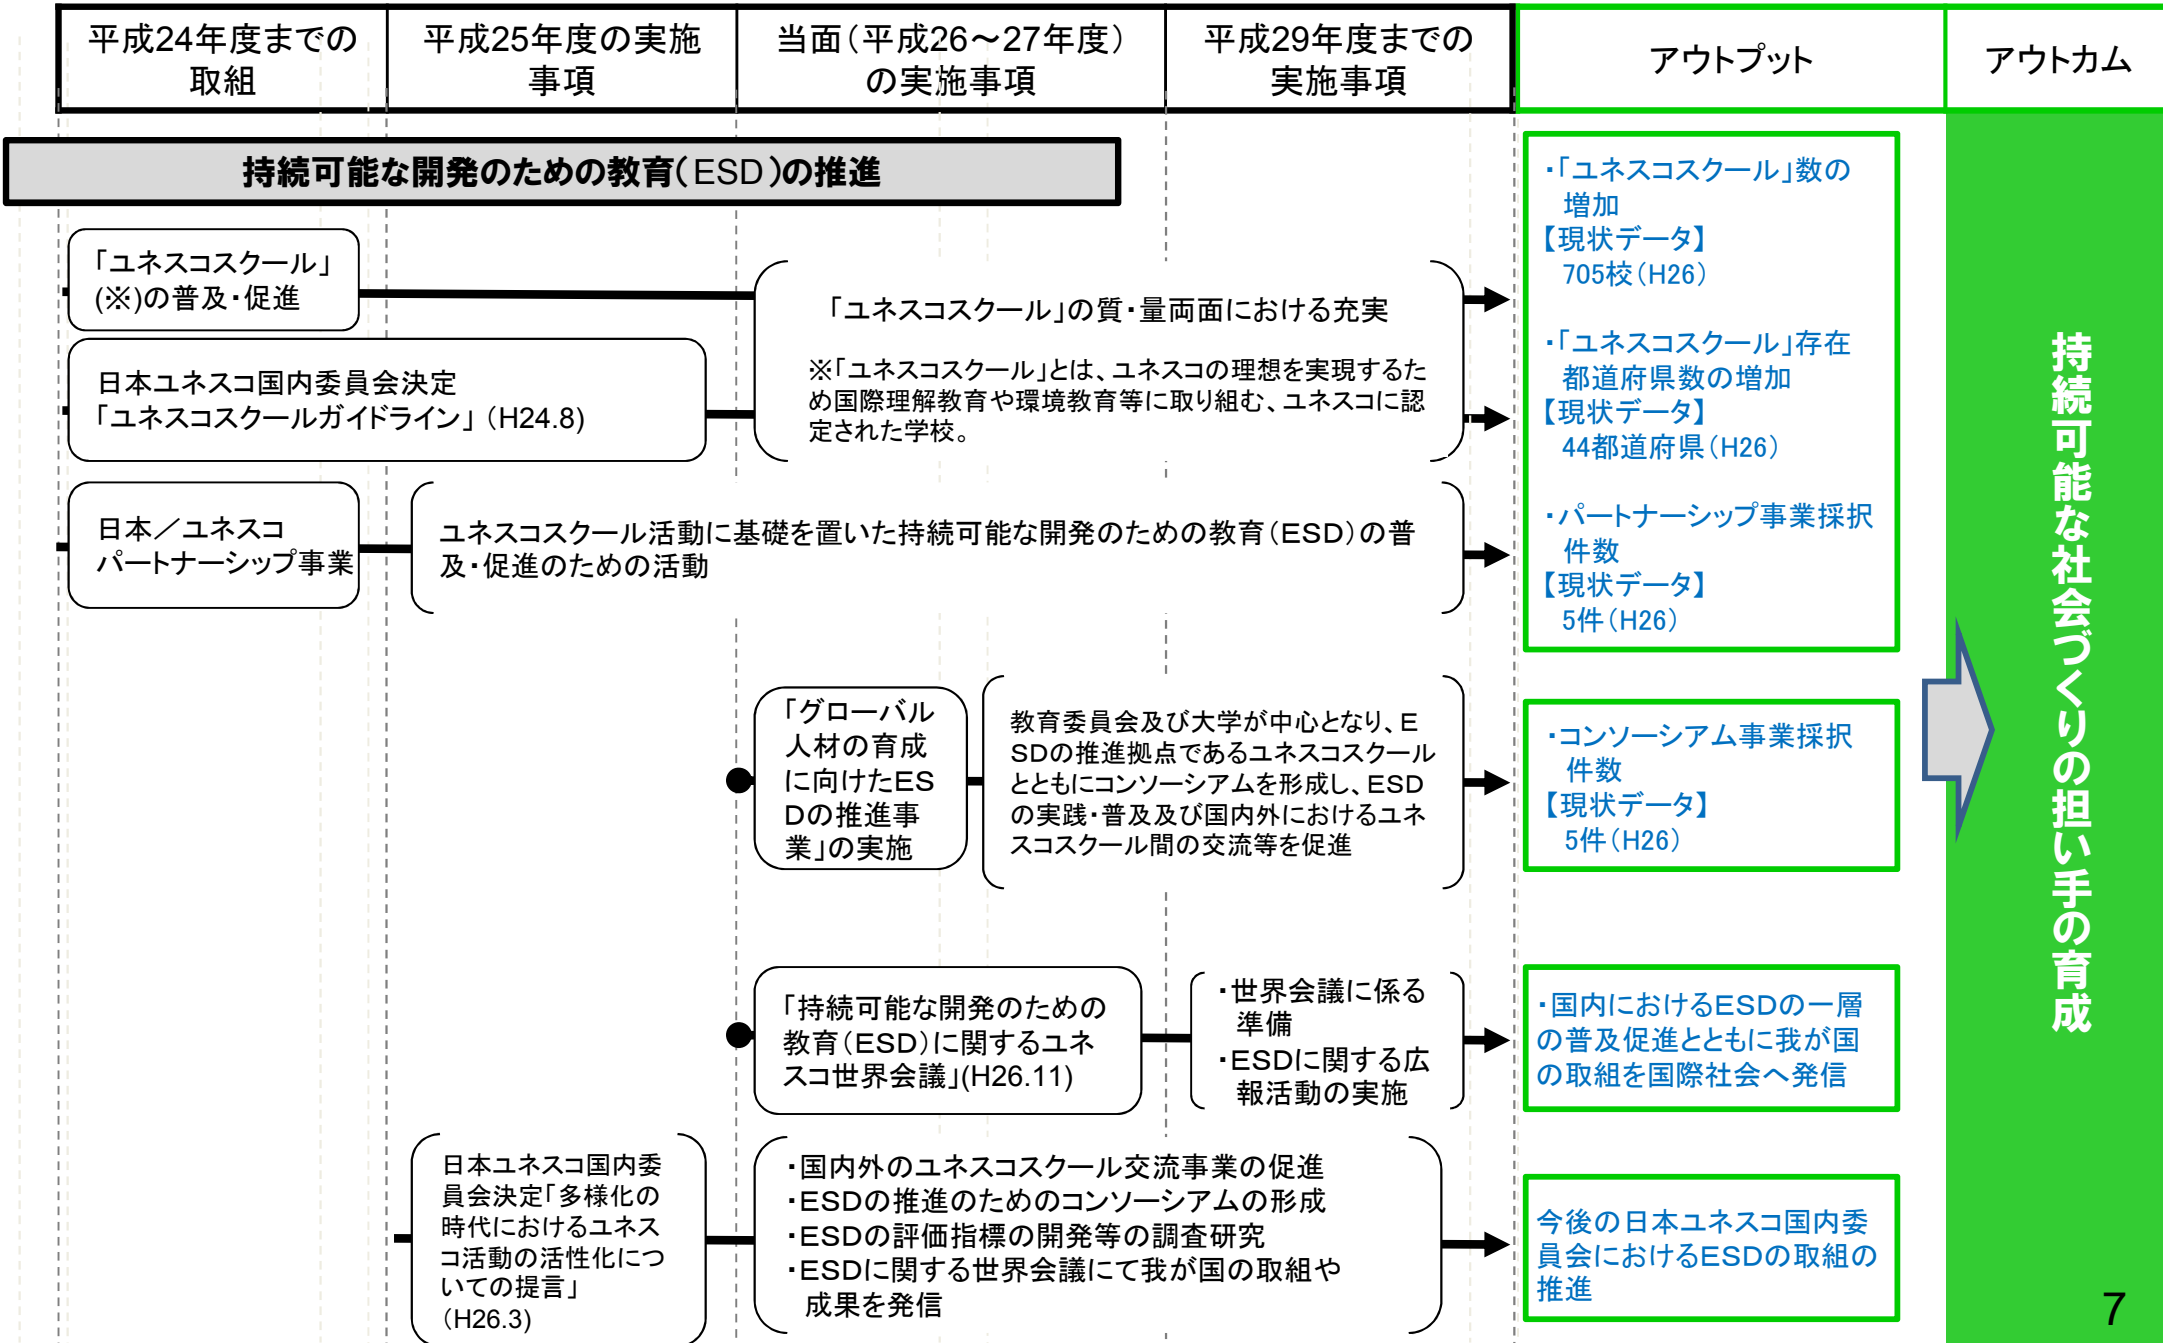 平成24年度までの
取組
平成25年度の実施
事項
当面（平成26～27年度）
の実施事項
平成29年度までの
実施事項
アウトプット
アウトカム
持続可能な開発のための教育（ESD）の推進
「ユネスコスクール」
(※)の普及・促進
日本ユネスコ国内委員会決定
「ユネスコスクールガイドライン」（H24.8)
「ユネスコスクール」の質・量両面における充実
※「ユネスコスクール」とは、ユネスコの理想を実現するた
め国際理解教育や環境教育等に取り組む、ユネスコに認
定された学校。
日本／ユネスコ
パートナーシップ事業
ユネスコスクール活動に基礎を置いた持続可能な開発のための教育（ESD）の普
及・促進のための活動
・「ユネスコスクール」数の
増加
【現状データ】
705校（H26）
・「ユネスコスクール」存在
都道府県数の増加
【現状データ】
44都道府県（H26）
・パートナーシップ事業採択
件数
【現状データ】
5件（H26）
「グローバル
人材の育成
に向けたES
Dの推進事
業」の実施
教育委員会及び大学が中心となり、E
SDの推進拠点であるユネスコスクール
とともにコンソーシアムを形成し、ESD
の実践・普及及び国内外におけるユネ
スコスクール間の交流等を促進
・コンソーシアム事業採択
件数
【現状データ】
5件（H26）
「持続可能な開発のための
教育（ESD）に関するユネ
スコ世界会議」(H26.11)
・世界会議に係る
準備
・ESDに関する広
報活動の実施
・国内におけるESDの一層
の普及促進とともに我が国
の取組を国際社会へ発信
日本ユネスコ国内委
員会決定「多様化の
時代におけるユネス
コ活動の活性化につ
いての提言」
（H26.3)
・国内外のユネスコスクール交流事業の促進
・ESDの推進のためのコンソーシアムの形成
・ESDの評価指標の開発等の調査研究
・ESDに関する世界会議にて我が国の取組や
成果を発信
今後の日本ユネスコ国内委
員会におけるESDの取組の
推進
持続可能な社会づくりの担い手の育成
7